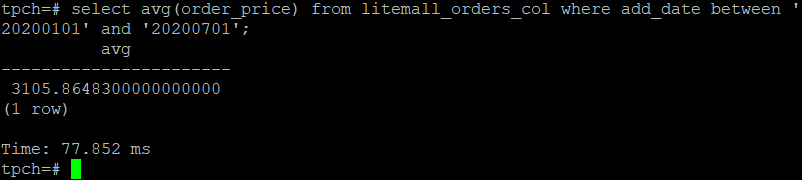 tpch=# select avg(order_price) from litemall_orders_col where add_date between '
20200101' and '20200701';
          avg
-----------------------
 3105.8648300000000000
(1 row)

Time: 77.852 ms
tpch=#